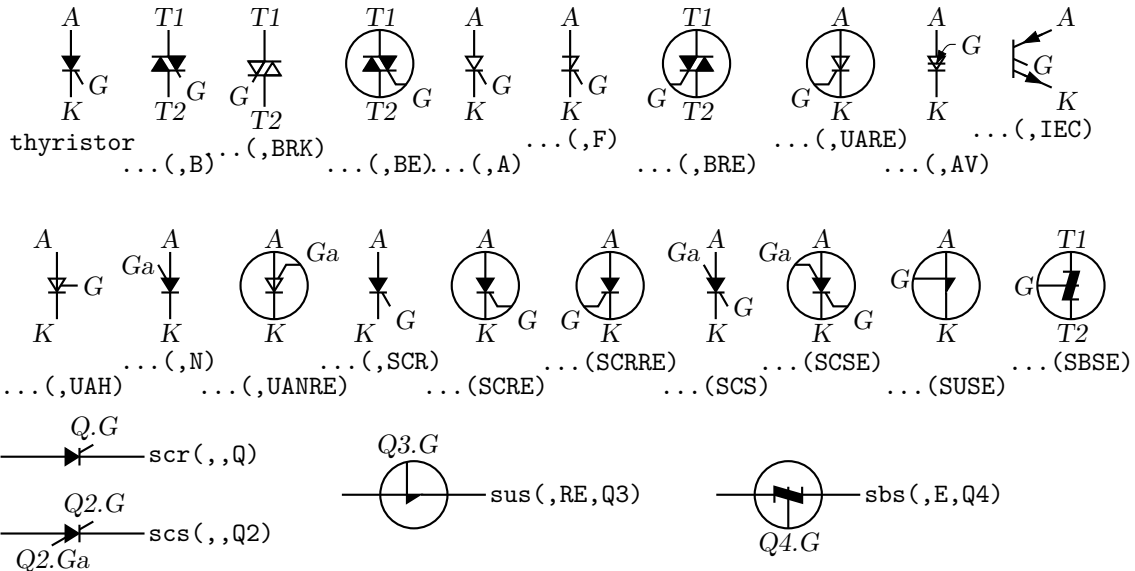 A T1 T1 T1 A A T1 A A A
G G G G G G G G G G
K T2 T2 T2 K K T2 K K K
thyristor ...(,B) ...(,BRK) ...(,BE) ...(,A) ...(,F) ...(,BRE) ...(,UARE) ...(,AV) ...(,IEC)
A A A A A A A A A T1
G Ga Ga G G G Ga G Ga G G G
K K K K K K K K K T2
...(,UAH) ...(,N) ...(,UANRE) ...(,SCR) ...(SCRE) ...(SCRRE) ...(SCS) ...(SCSE) ...(SUSE) ...(SBSE)
Q.G
scr(,,Q)
Q2.G
scs(,,Q2)
Q2.Ga
Q3.G
sus(,RE,Q3)
sbs(,E,Q4)
Q4.G